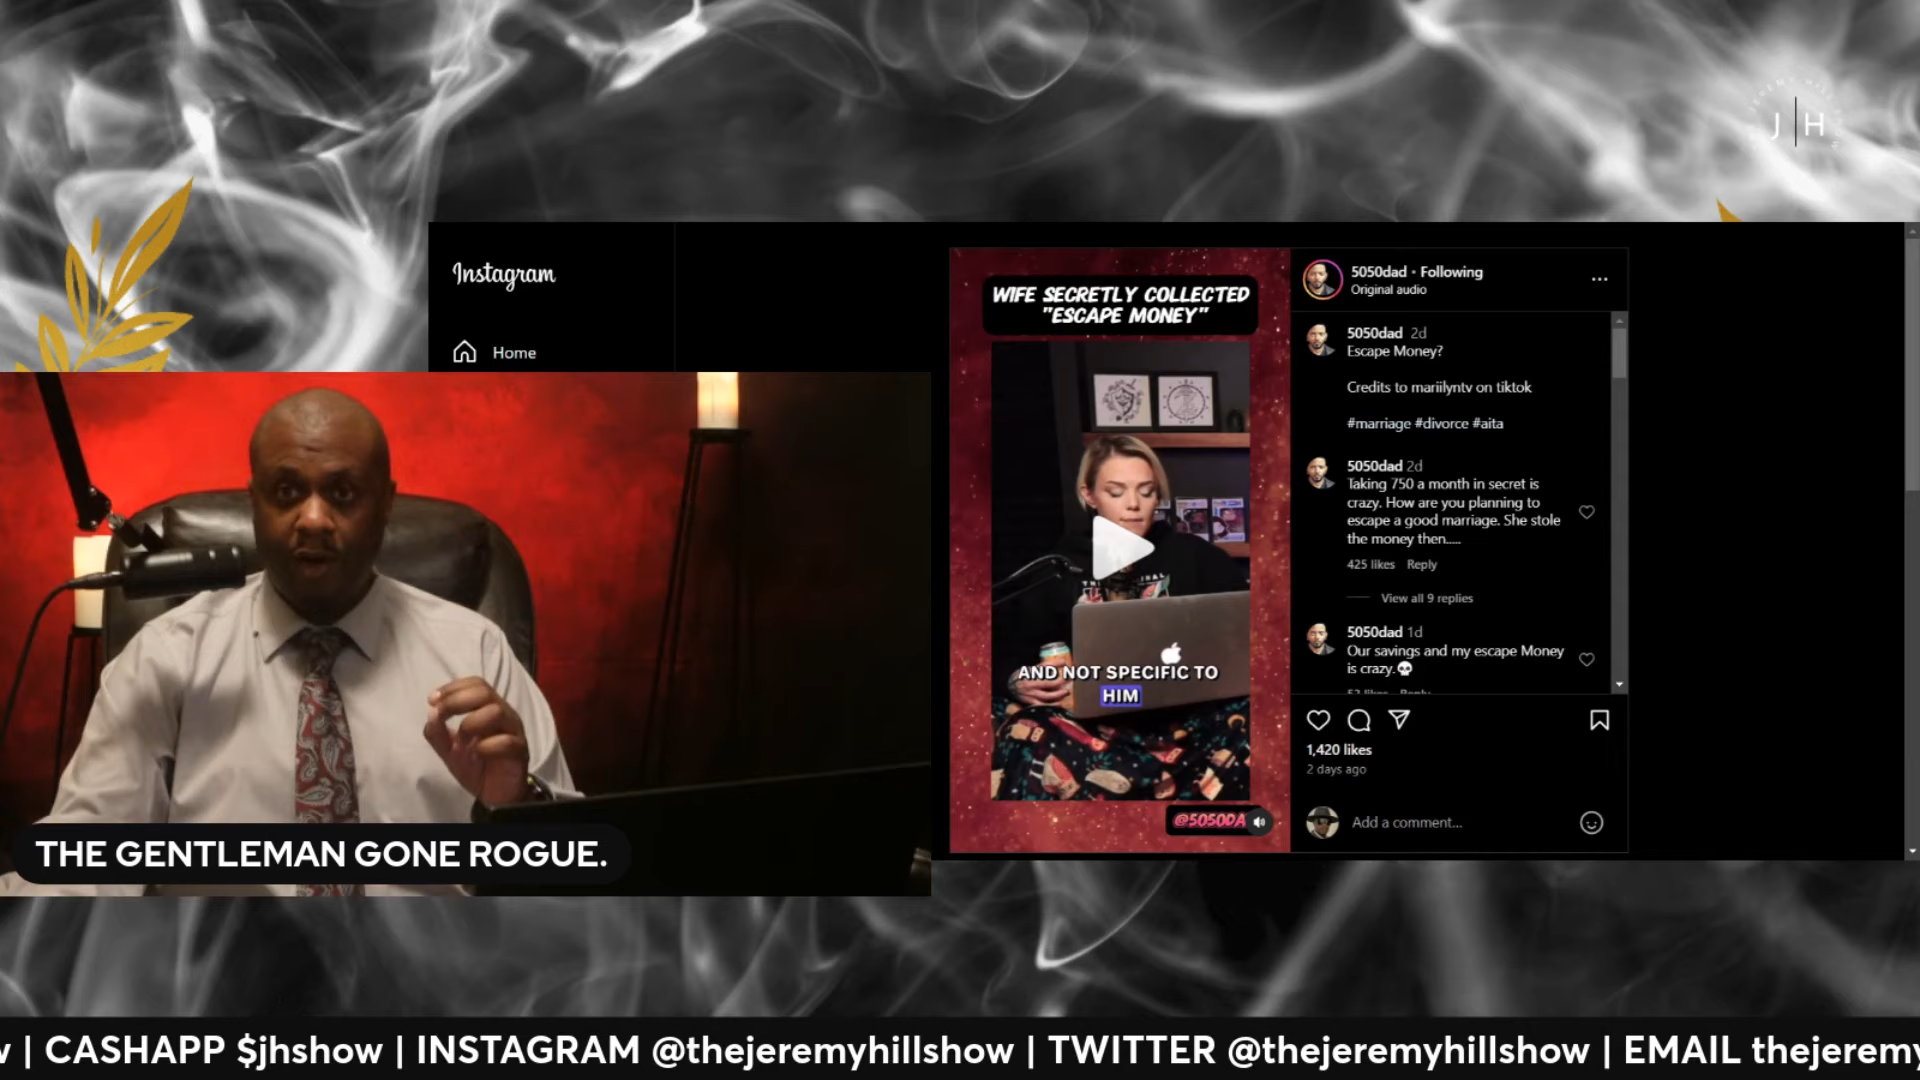 J | H
Instagram
Home
WIFE SECRETLY COLLECTED
"ESCAPE MONEY"
AND NOT SPECIFIC TO
HIM
@5050DA
5050dad • Following
Original audio
5050dad 2d
Escape Money?
Credits to mariilyntv on tiktok
#marriage #divorce #aita
5050dad 2d
Taking 750 a month in secret is
crazy. How are you planning to
escape a good marriage. She stole
the money then.....
425 likes Reply
View all 9 replies
5050dad 1d
Our savings and my escape Money
is crazy.💀
52 likes Reply
1,420 likes
2 days ago
Add a comment...
THE GENTLEMAN GONE ROGUE.
| CASHAPP $jhshow | INSTAGRAM @thejeremyhillshow | TWITTER @thejeremyhillshow | EMAIL thejeremy